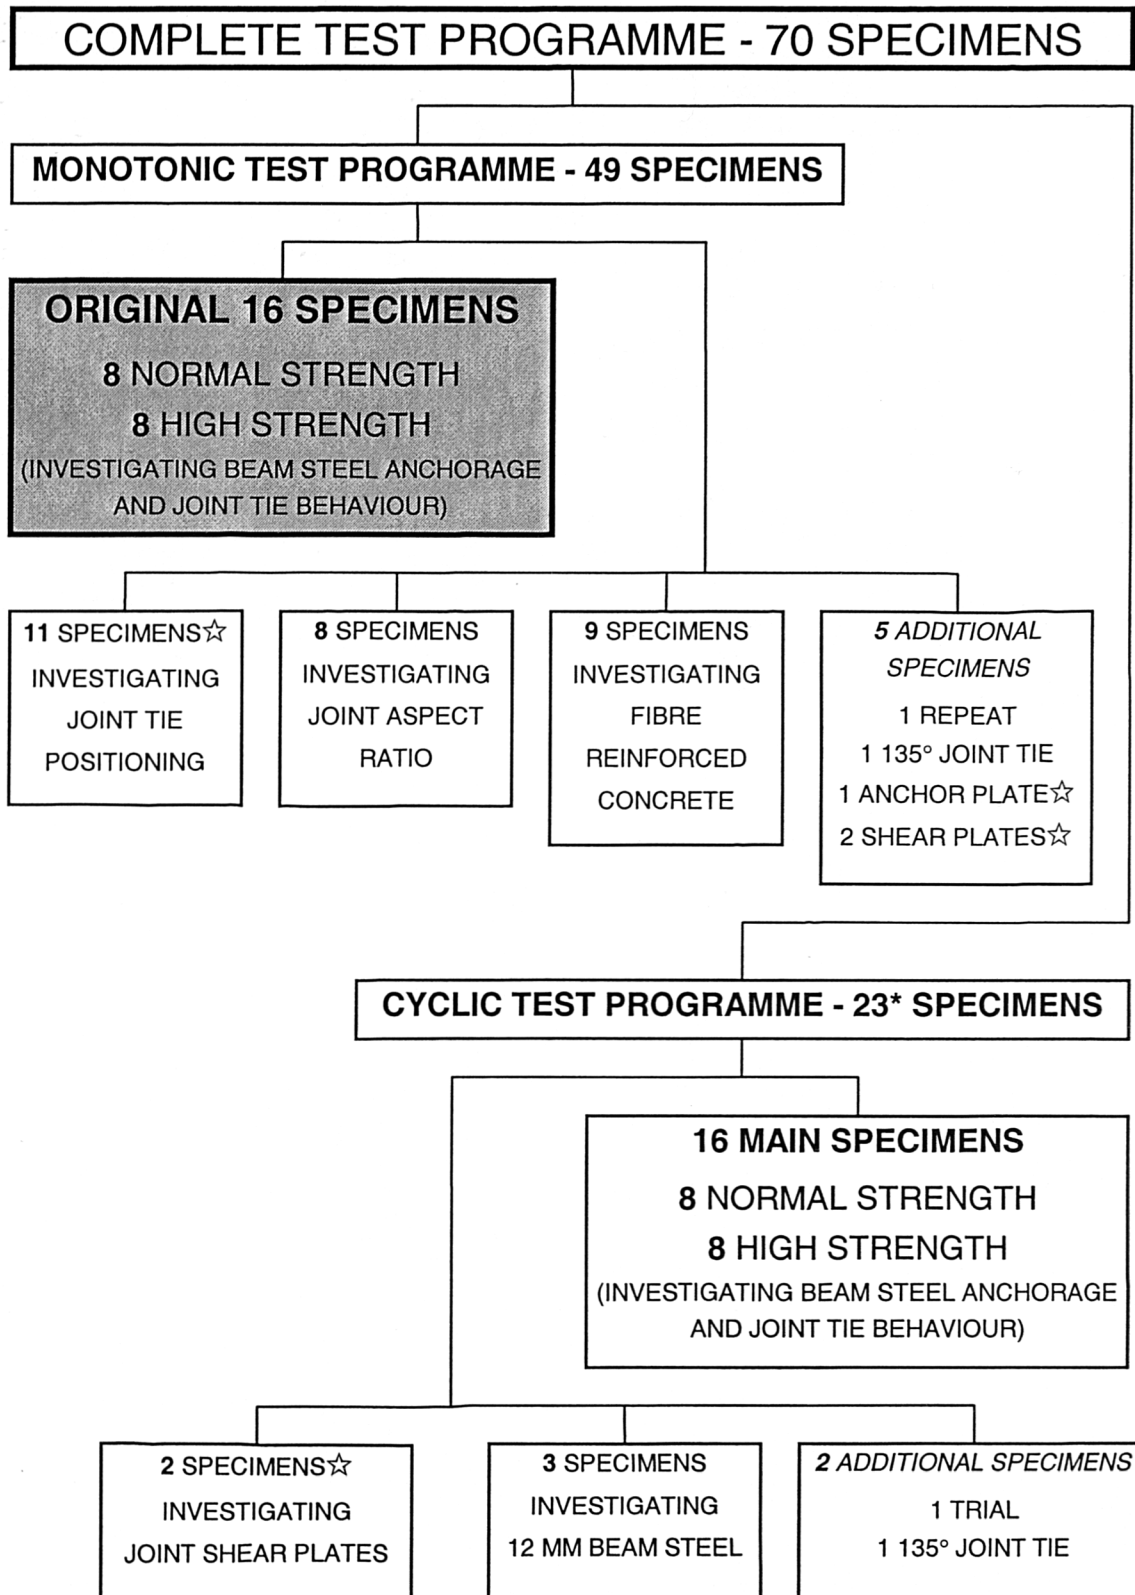 COMPLETE TEST PROGRAMME - 70 SPECIMENS
MONOTONIC TEST PROGRAMME - 49 SPECIMENS
ORIGINAL 16 SPECIMENS
8 NORMAL STRENGTH
8 HIGH STRENGTH
(INVESTIGATING BEAM STEEL ANCHORAGE
AND JOINT TIE BEHAVIOUR)
11 SPECIMENS☆
INVESTIGATING
JOINT TIE
POSITIONING
8 SPECIMENS
INVESTIGATING
JOINT ASPECT
RATIO
9 SPECIMENS
INVESTIGATING
FIBRE
REINFORCED
CONCRETE
5 ADDITIONAL
SPECIMENS
1 REPEAT
1 135° JOINT TIE
1 ANCHOR PLATE☆
2 SHEAR PLATES☆
CYCLIC TEST PROGRAMME - 23* SPECIMENS
16 MAIN SPECIMENS
8 NORMAL STRENGTH
8 HIGH STRENGTH
(INVESTIGATING BEAM STEEL ANCHORAGE
AND JOINT TIE BEHAVIOUR)
2 SPECIMENS☆
INVESTIGATING
JOINT SHEAR PLATES
3 SPECIMENS
INVESTIGATING
12 MM BEAM STEEL
2 ADDITIONAL SPECIMENS
1 TRIAL
1 135° JOINT TIE